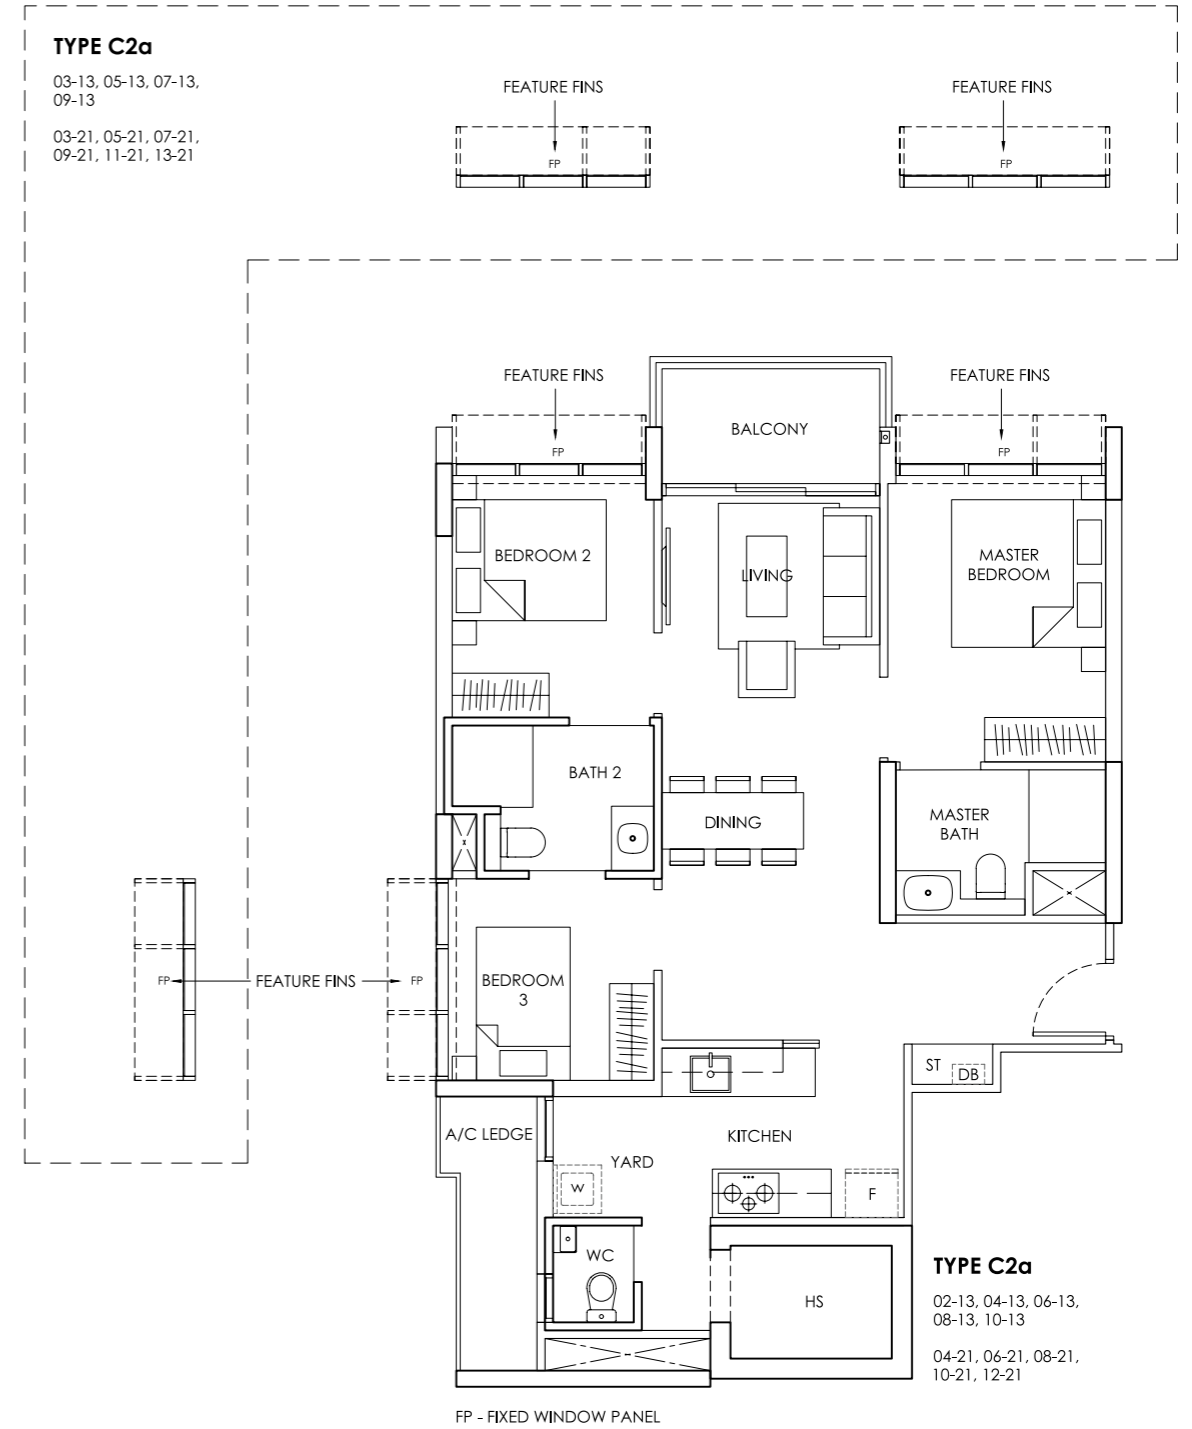 TYPE C2a
03-13, 05-13, 07-13,
09-13
03-21, 05-21, 07-21,
09-21, 11-21, 13-21
FEATURE FINS
FP
FEATURE FINS
FP
FEATURE FINS
FP
BALCONY
FEATURE FINS
FP
BEDROOM 2
LIVING
MASTER
BEDROOM
BATH 2
DINING
MASTER
BATH
FP
FEATURE FINS
FP
BEDROOM
3
ST
DB
A/C LEDGE
YARD
KITCHEN
W
F
WC
HS
TYPE C2a
02-13, 04-13, 06-13,
08-13, 10-13
04-21, 06-21, 08-21,
10-21, 12-21
FP - FIXED WINDOW PANEL